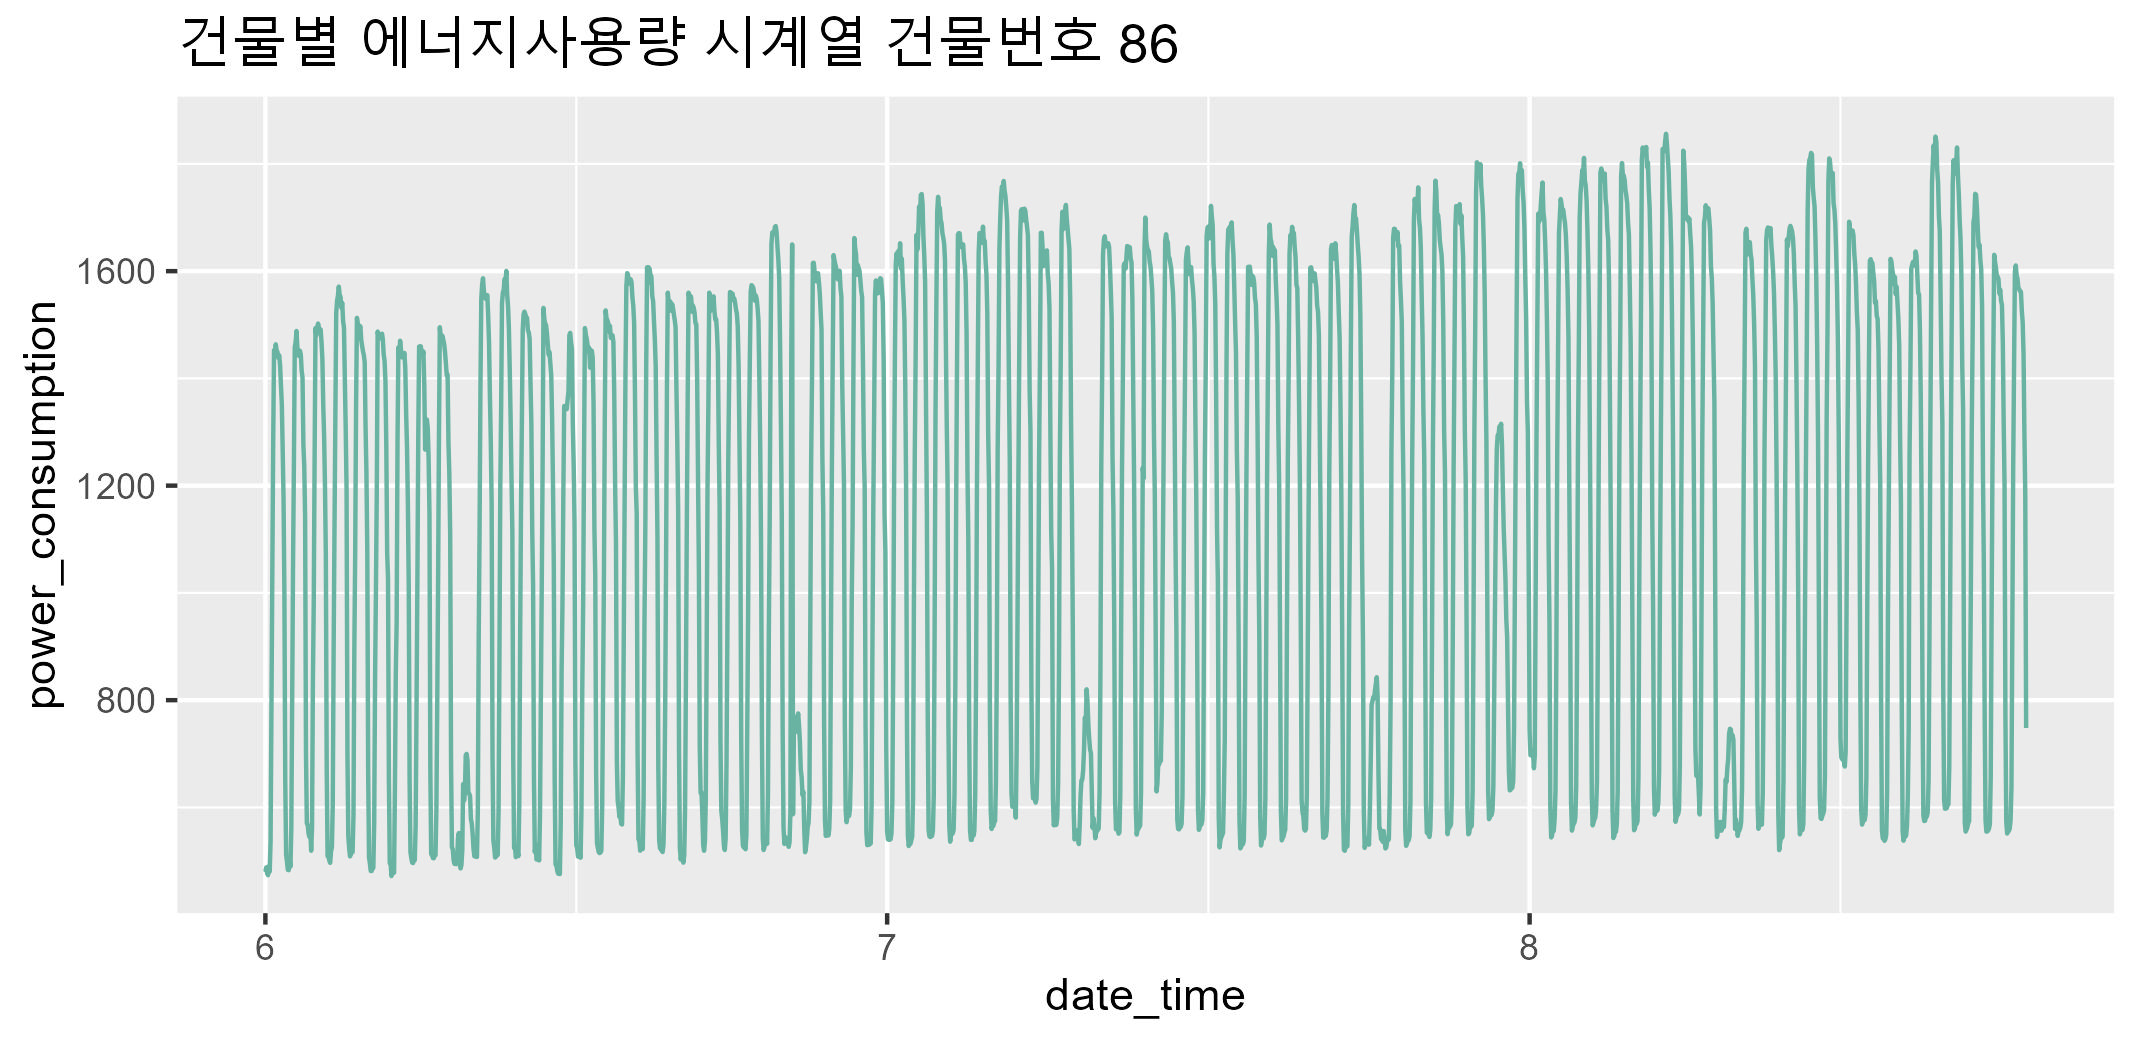 건물별 에너지사용량 시계열 건물번호 86
power_consumption
1600
1200
800
6 7 8
date_time